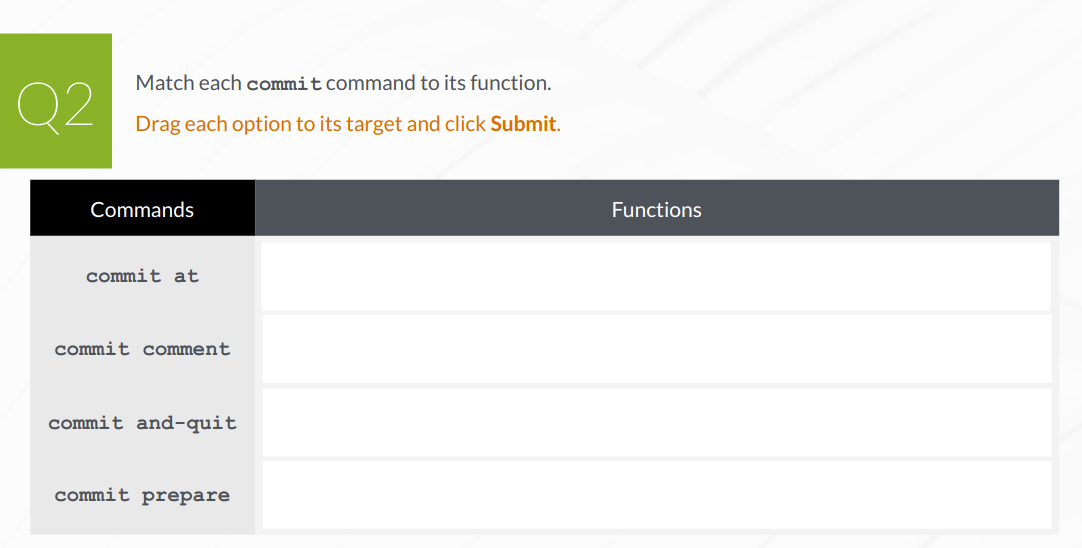 Q2
Match each commit command to its function.
Drag each option to its target and click Submit.
Commands Functions
commit at
commit comment
commit and-quit
commit prepare